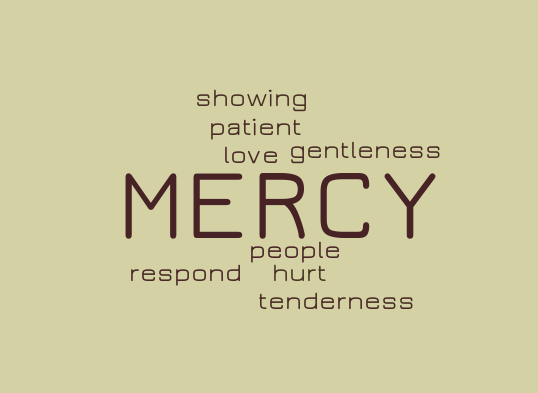 showing
patient
love gentleness
MERCY
people
respond hurt
tenderness